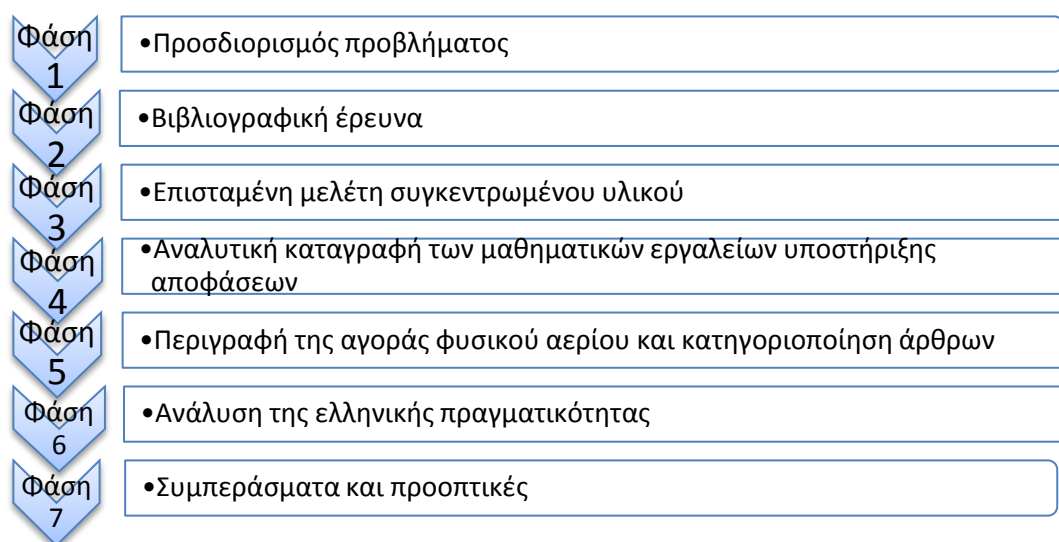 Φάση
1
•Προσδιορισμός προβλήματος
Φάση
2
•Βιβλιογραφική έρευνα
Φάση
3
•Επισταμένη μελέτη συγκεντρωμένου υλικού
Φάση
4
•Αναλυτική καταγραφή των μαθηματικών εργαλείων υποστήριξης
αποφάσεων
Φάση
5
•Περιγραφή της αγοράς φυσικού αερίου και κατηγοριοποίηση άρθρων
Φάση
6
•Ανάλυση της ελληνικής πραγματικότητας
Φάση
7
•Συμπεράσματα και προοπτικές